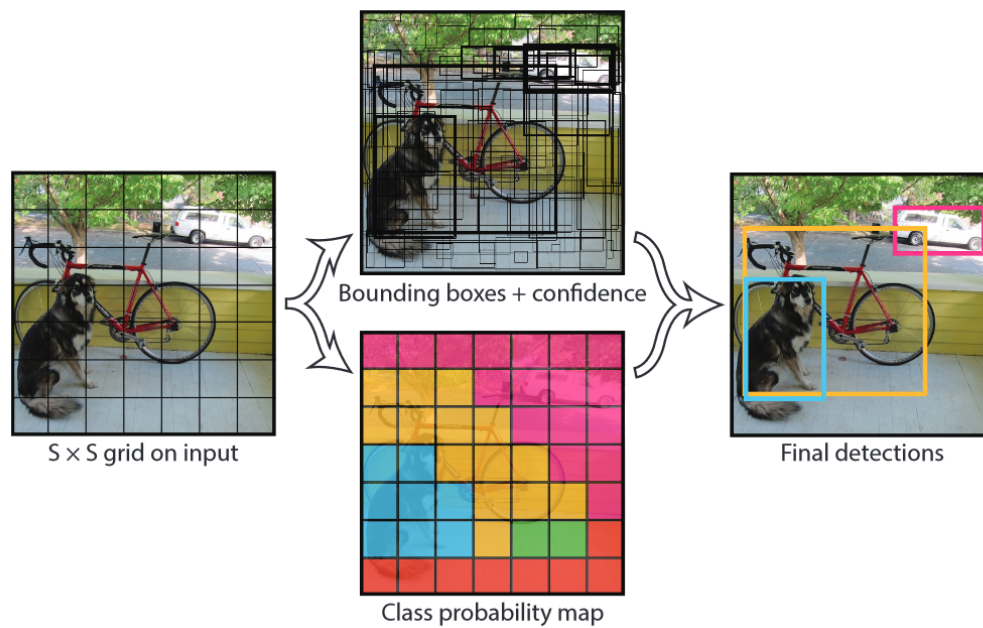 S × S grid on input
Bounding boxes + confidence
Class probability map
Final detections